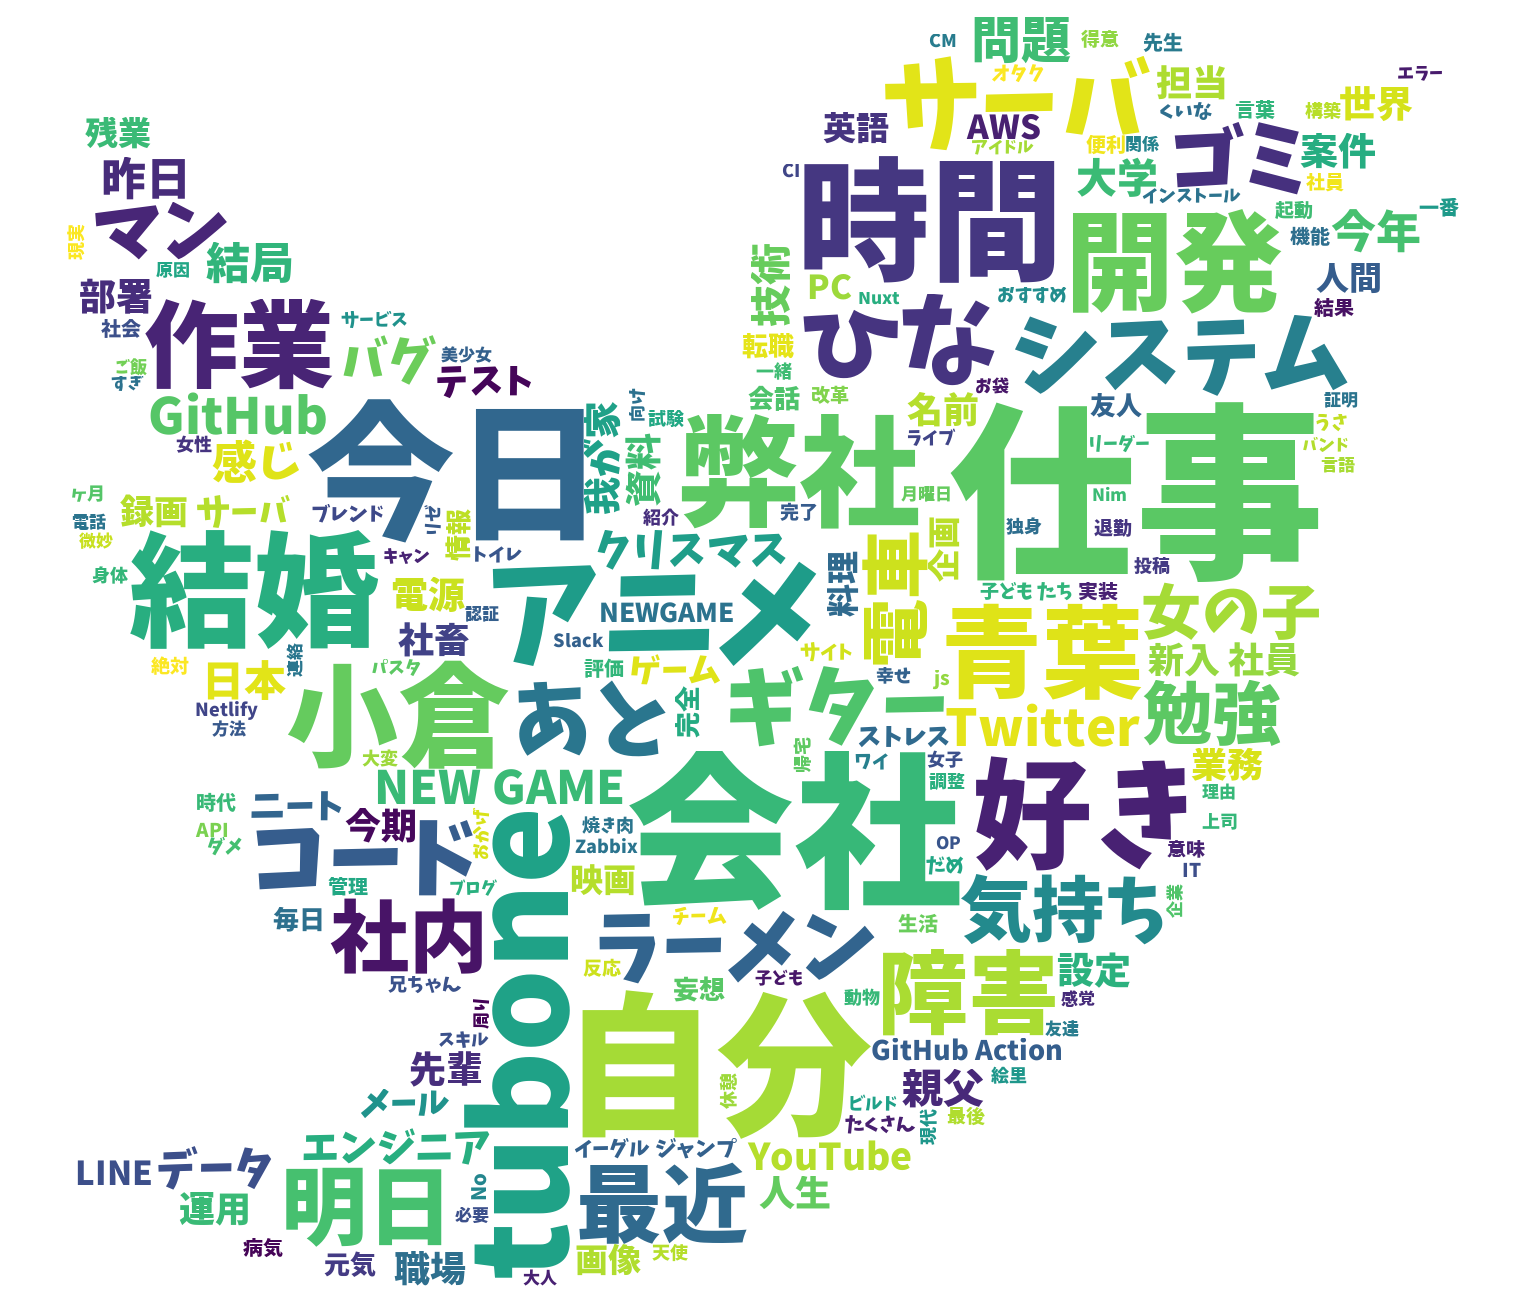 CM
問題
得意
先生
サーバ
オタク
担当
エラー
世界
構築
言葉
くいな
残業
英語
AWS
アイドル
便利
関係
ゴミ
案件
昨日
CI
時間
大学
社員
インストール
マン
現実
原因
結局
起動
一番
今年
機能
開発
技術
人間
部署
社会
PC
Nuxt
おすすめ
結果
作業
サービス
バグ
美少女
テスト
ひな
システム
転職
一緒
会話
改革
お袋
ご飯
すぎ
GitHub
女性
感じ
今日
我が家
向け
試験
資料
弊社
名前
ライブ
友人
証明
うさ
バンド
リーダー
言語
仕事
ケ月
電話
微妙
録画
サーバ
ブレンド
情報
トイレ
紹介
完了
月曜日
Nim
独身
退勤
企画
身体
結婚
キャン
クリスマス
電車
投稿
電源
認証
アニメ
NEWGAME
料理
子どもたち
実装
女の子
社畜
Slack
青葉
新入
社員
絶対
日本
連絡
パスタ
評価
ゲーム
サイト
幸せ
js
小倉
あと
完全
ギター
Netlify
方法
Twitter
勉強
大変
帰宅
ストレス
NEW GAME
会社
ワイ
女子
調整
業務
好き
理由
時代
ニート
今期
おかげ
焼き肉
API
ダメ
コード
Zabbix
OP
だめ
上司
意味
IT
管理
ブログ
tubone
映画
気持ち
企業
毎日
社内
チーム
ラーメン
生活
兄ちゃん
反応
妄想
子ども
動物
障害
設定
感覚
周り
スキル
自分
友達
GitHub Action
先輩
休憩
親父
絵里
メール
ビルド
たくさん
現代
最後
エンジニア
イーグル
ジャンプ
YouTube
LINE
データ
明日
No
最近
人生
運用
必要
病気
元気
職場
大人
画像
天使